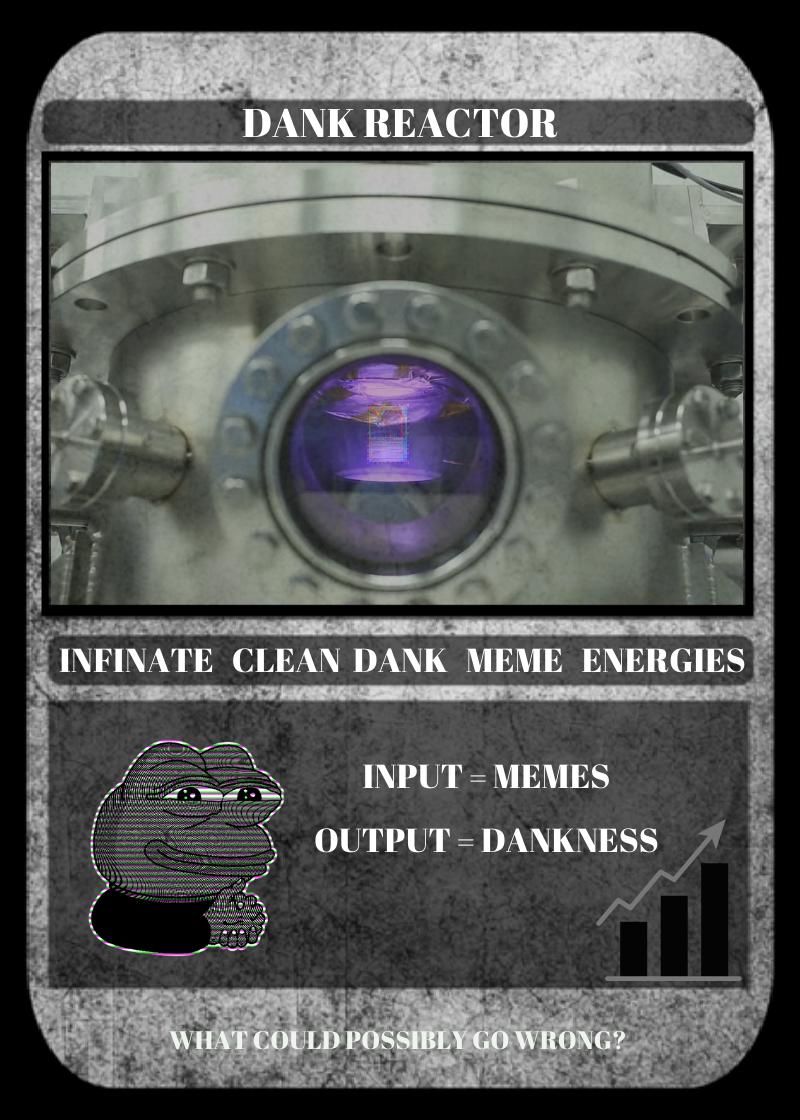 DANK REACTOR
INFINATE CLEAN DANK MEME ENERGIES
INPUT = MEMES
OUTPUT = DANKNESS
WHAT COULD POSSIBLY GO WRONG?